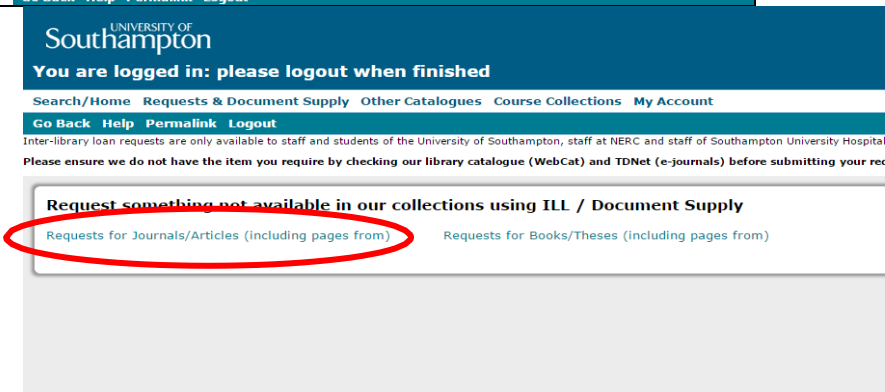 Go Back Help Permalink Logout
UNIVERSITY OF
Southampton
You are logged in: please logout when finished
Search/Home Requests & Document Supply Other Catalogues Course Collections My Account
Go Back Help Permalink Logout
Inter-library loan requests are only available to staff and students of the University of Southampton, staff at NERC and staff of Southampton University Hospital
Please ensure we do not have the item you require by checking our library catalogue (WebCat) and TDNet (e-journals) before submitting your
Request something not available in our collections using ILL / Document Supply
Requests for Journals/Articles (including pages from) Requests for Books/Theses (including pages from)